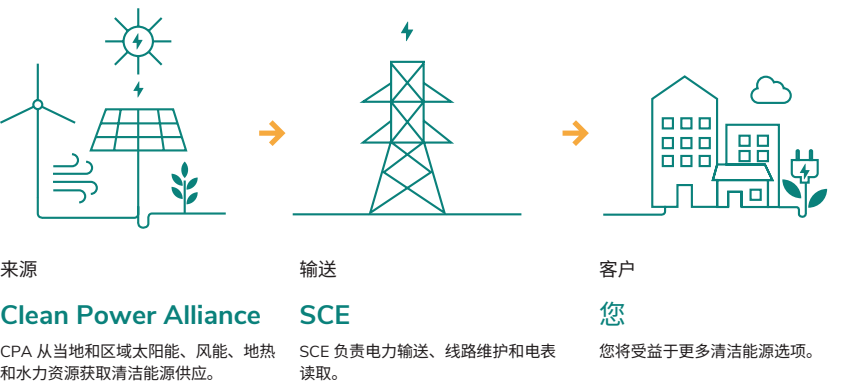 来源
Clean Power Alliance
CPA 从当地和区域太阳能、风能、地热
和水力资源获取清洁能源供应。
输送
SCE
SCE 负责电力输送、线路维护和电表
读取。
客户
您
您将受益于更多清洁能源选项。